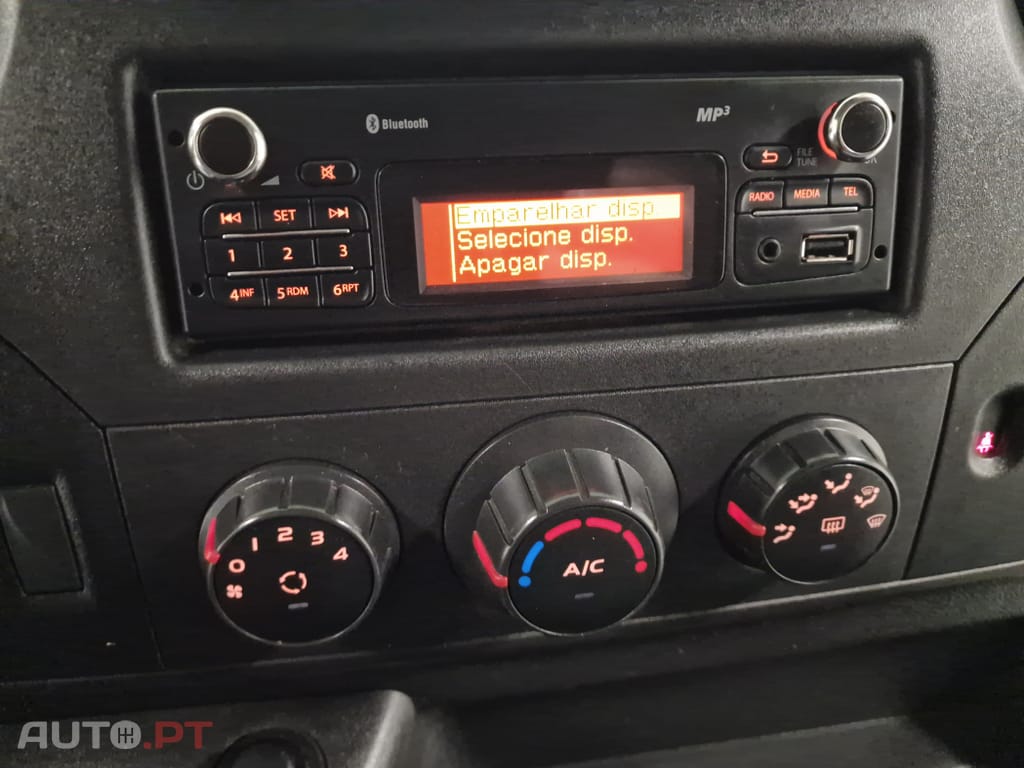 Bluetooth
MP3
FILE
TUNE
SET
RADIO
MEDIA
TEL
1
2
3
4INF
5RDM
6RPT
Emparelhar disp
Selecione disp.
Apagar disp.
0
1
2
3
4
A/C
AUTO.PT